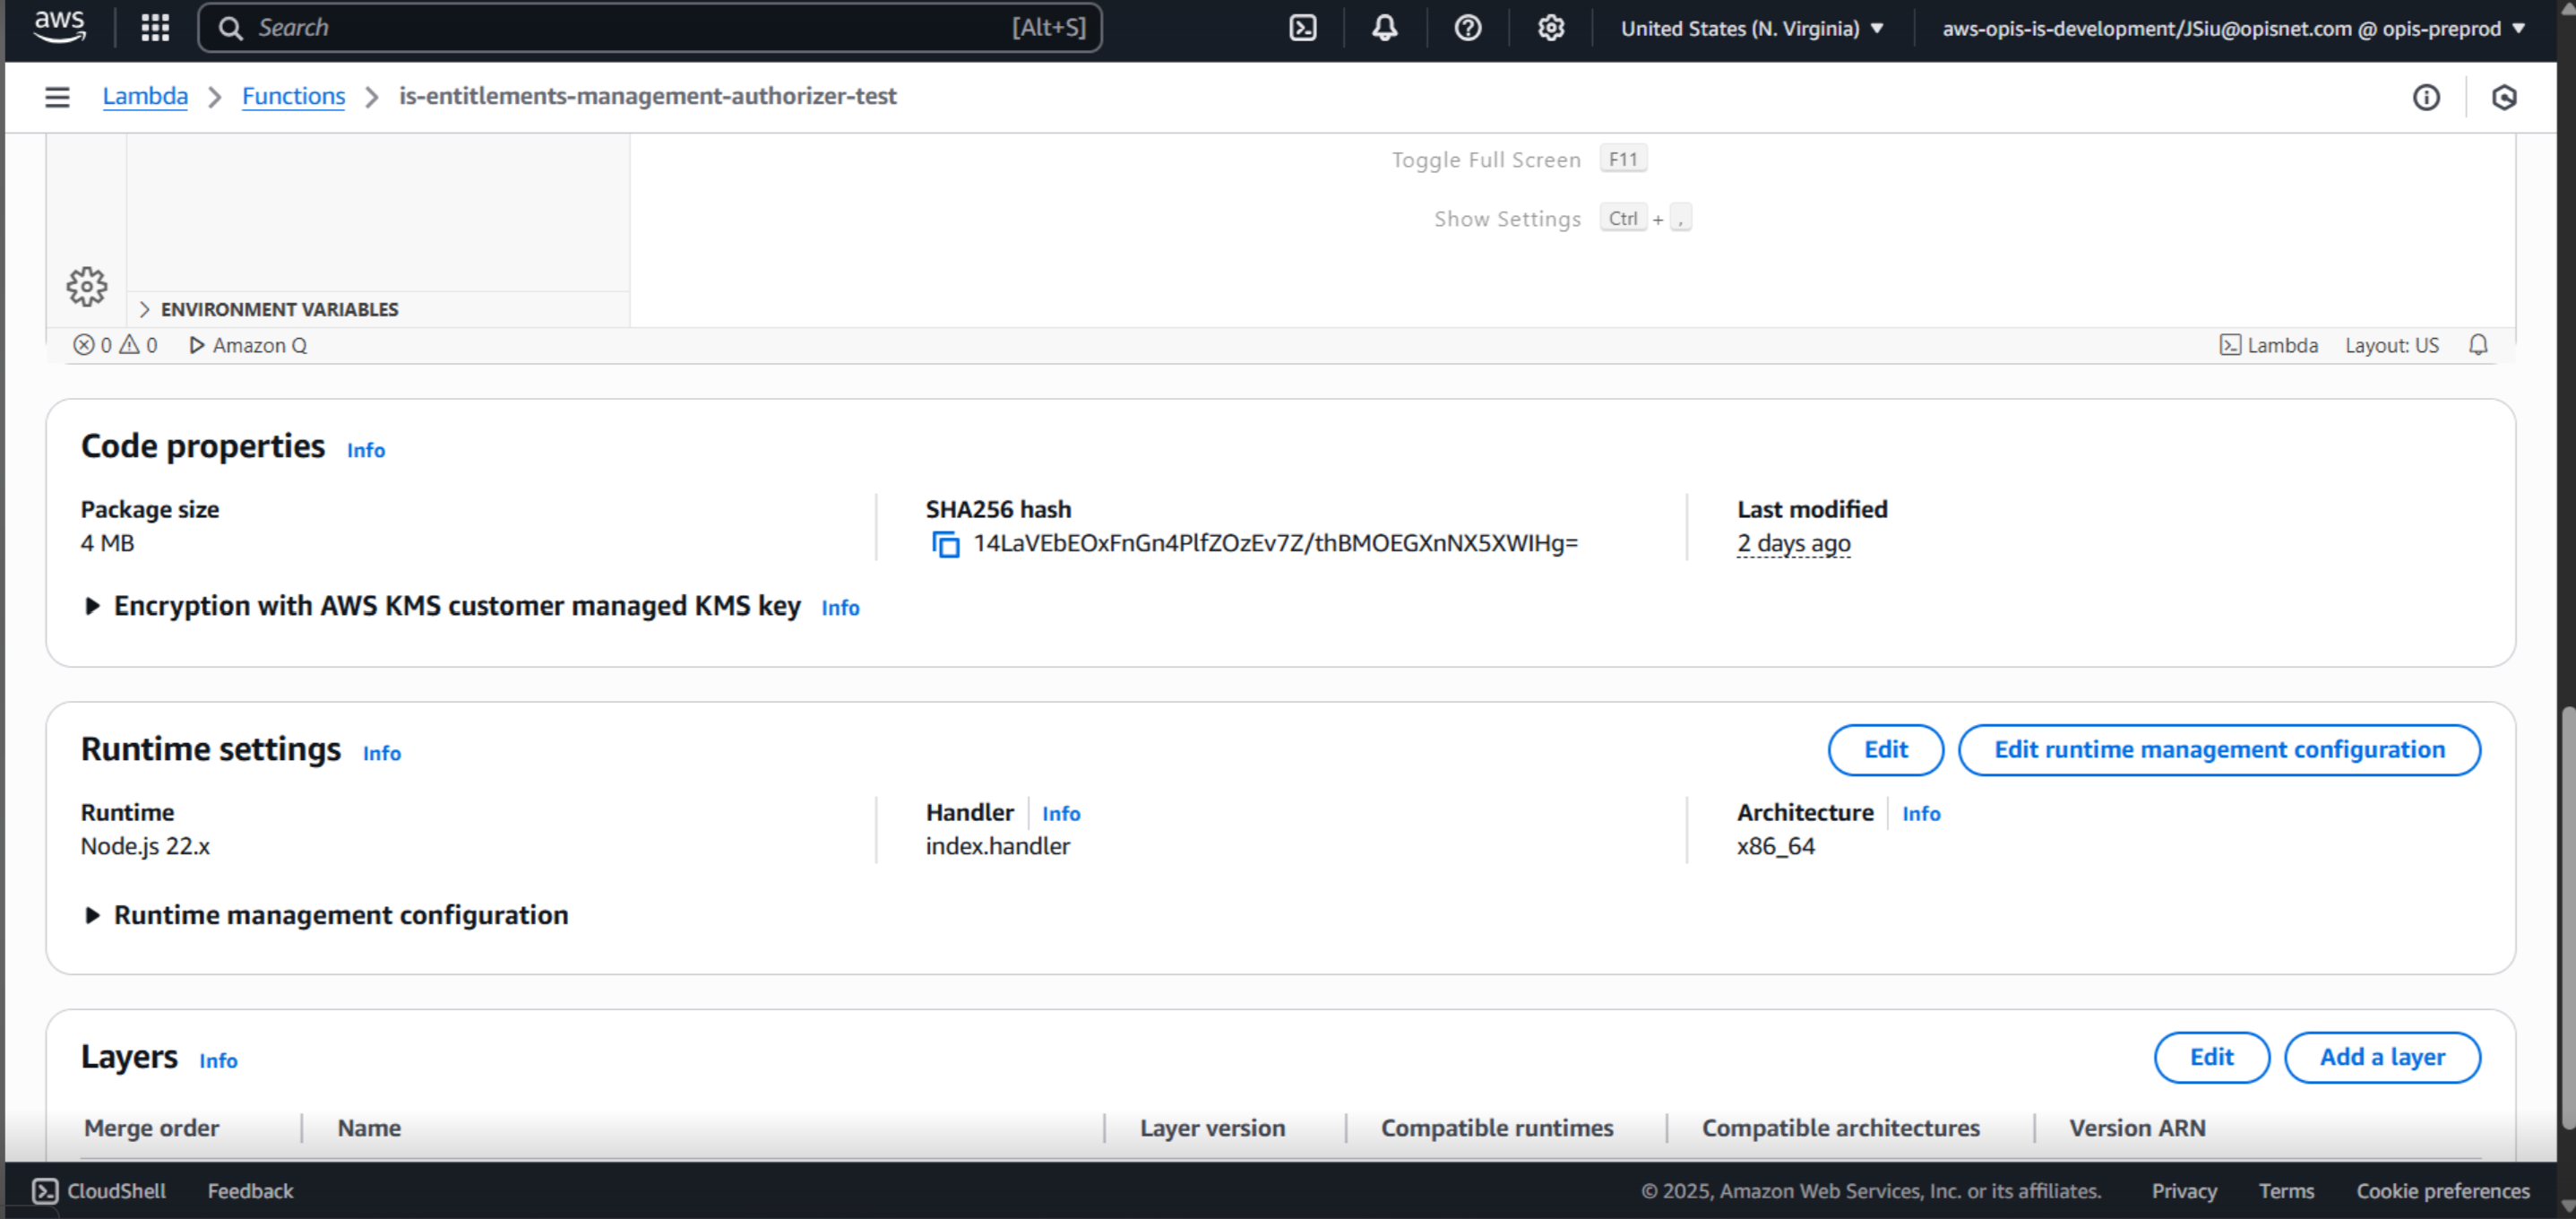 aws
Search [Alt+S] United States (N. Virginia) aws-opis-is-development/JSiu@opisnet.com @ opis-preprod
Lambda Functions is-entitlements-management-authorizer-test
Toggle Full Screen F11
Show Settings Ctrl + ,
ENVIRONMENT VARIABLES
0 0 Amazon Q Lambda Layout: US
Code properties Info
Package size SHA256 hash Last modified
4 MB 14LaVEbEOxFnGn4PlfZOzEv7Z/thBMOEGXnNX5XWIHg= 2 days ago
Encryption with AWS KMS customer managed KMS key Info
Runtime settings Info Edit Edit runtime management configuration
Runtime Handler Info Architecture Info
Node.js 22.x index.handler x86_64
Runtime management configuration
Layers Info Edit Add a layer
Merge order Name Layer version Compatible runtimes Compatible architectures Version ARN
CloudShell Feedback © 2025, Amazon Web Services, Inc. or its affiliates. Privacy Terms Cookie preferences